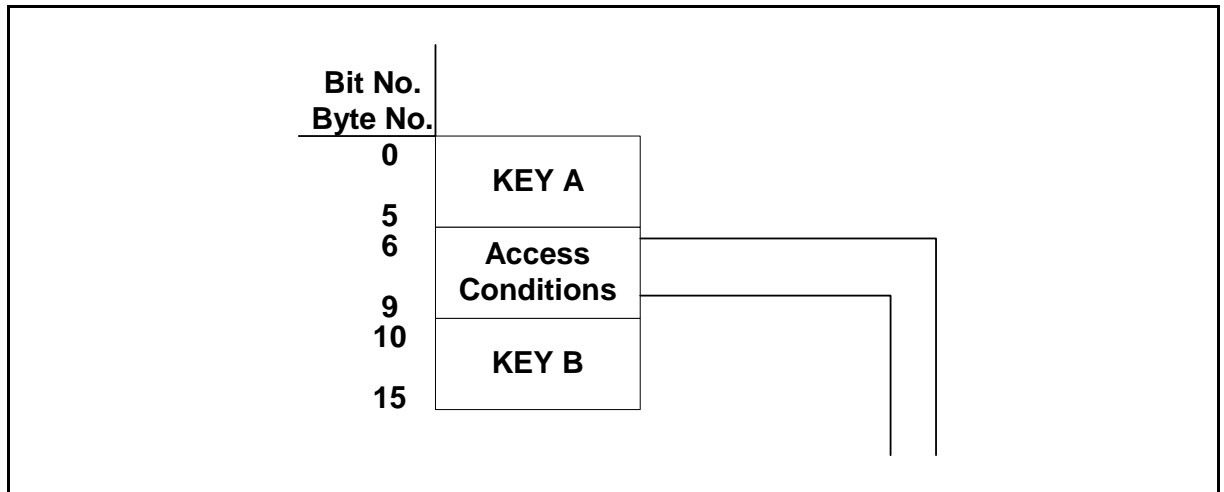 Bit No.
Byte No.
0
KEY A
5
6
Access
Conditions
9
10
KEY B
15